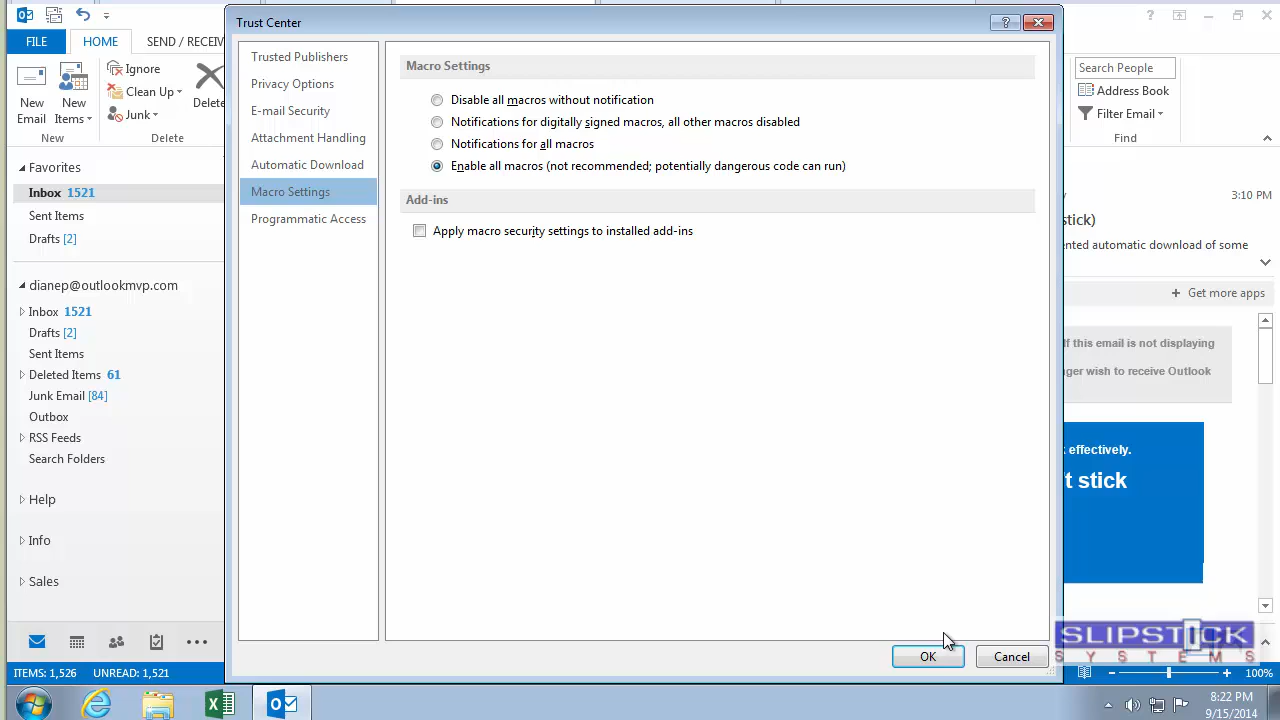 Trust Center
?
FILE
HOME
SEND / RECEIV
New Email
New Items
New
Ignore
Clean Up
Junk
Delete
Delete
Search People
Address Book
Filter Email
Find
Favorites
Inbox 1521
Sent Items
Drafts [2]
dianep@outlookmvp.com
Inbox 1521
Drafts [2]
Sent Items
Deleted Items 61
Junk Email [84]
Outbox
RSS Feeds
Search Folders
Help
Info
Sales
ITEMS: 1,526 UNREAD: 1,521
Trusted Publishers
Privacy Options
E-mail Security
Attachment Handling
Automatic Download
Macro Settings
Programmatic Access
Macro Settings
Disable all macros without notification
Notifications for digitally signed macros, all other macros disabled
Notifications for all macros
Enable all macros (not recommended; potentially dangerous code can run)
Add-ins
Apply macro security settings to installed add-ins
OK
Cancel
?
3:10 PM
stick)
ented automatic download of some
+ Get more apps
If this email is not displaying
ger wish to receive Outlook
effectively.
't stick
SLIPSTICK
SYSTEMS
100%
8:22 PM
9/15/2014